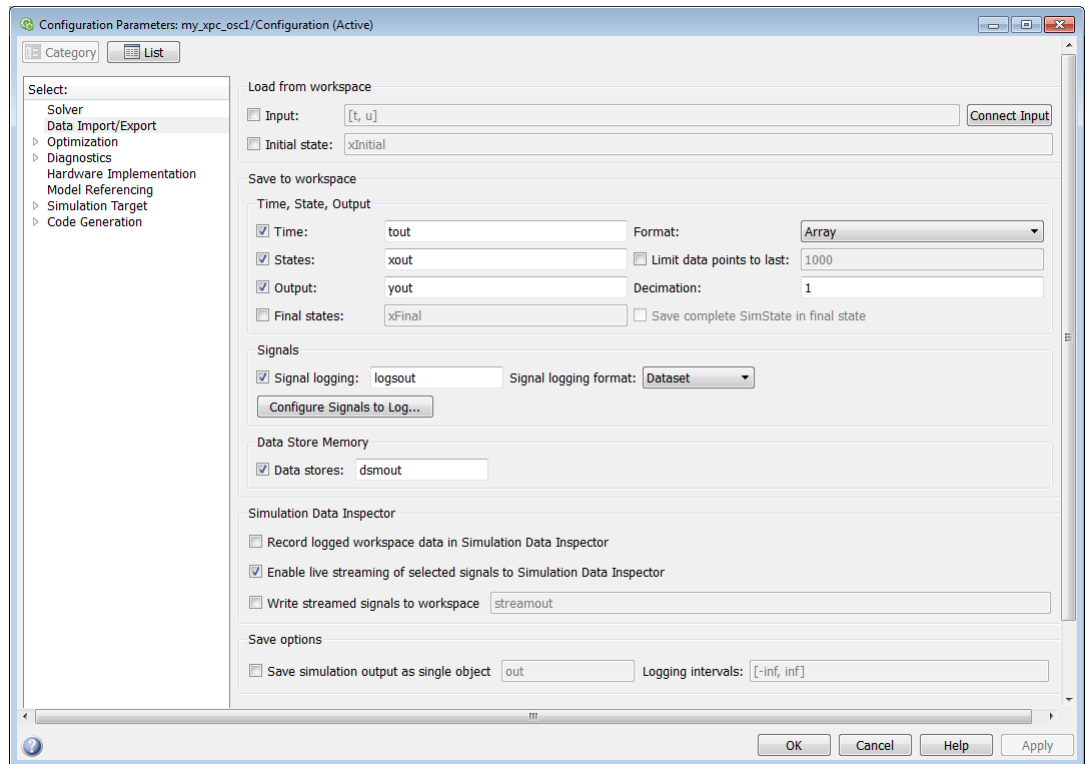 Configuration Parameters: my_xpc_osc1/Configuration (Active)
Category List
Select:
Solver
Data Import/Export
Optimization
Diagnostics
Hardware Implementation
Model Referencing
Simulation Target
Code Generation
Load from workspace
Input: [t, u] Connect Input
Initial state: xInitial
Save to workspace
Time, State, Output
Time: tout Format: Array
States: xout Limit data points to last: 1000
Output: yout Decimation: 1
Final states: xFinal Save complete SimState in final state
Signals
Signal logging: logsout Signal logging format: Dataset
Configure Signals to Log...
Data Store Memory
Data stores: dsmout
Simulation Data Inspector
Record logged workspace data in Simulation Data Inspector
Enable live streaming of selected signals to Simulation Data Inspector
Write streamed signals to workspace streamout
Save options
Save simulation output as single object out Logging intervals: [-inf, inf]
OK Cancel Help Apply